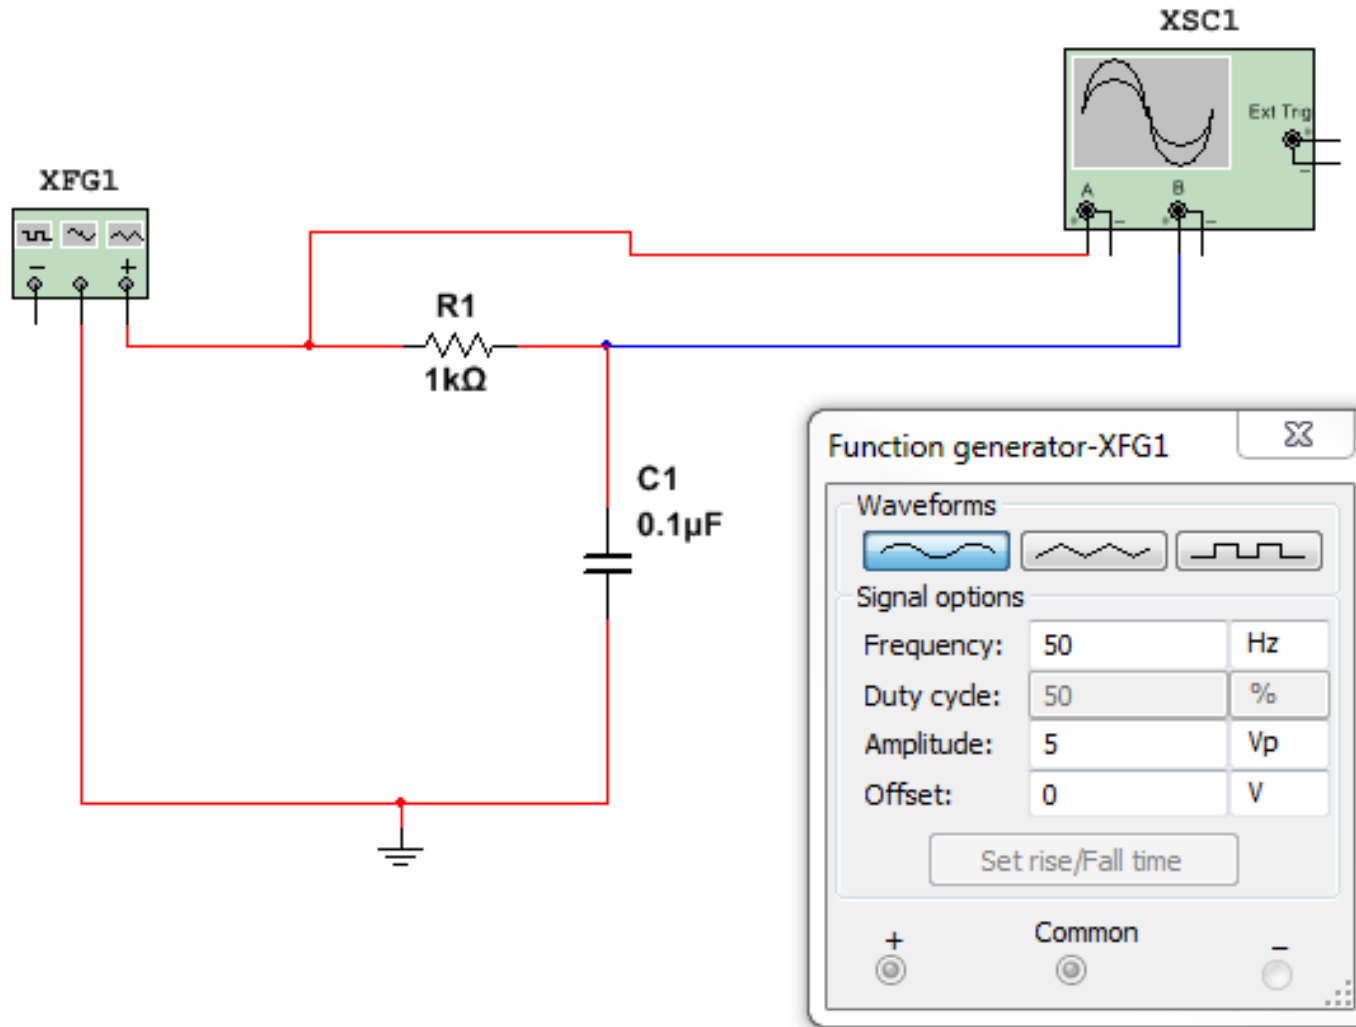 XSC1
Ext Trig
A
B
XFG1
R1
1kΩ
C1
0.1µF
Function generator-XFG1
Waveforms
Signal options
Frequency: 50 Hz
Duty cycle: 50 %
Amplitude: 5 Vp
Offset: 0 V
Set rise/Fall time
+ Common −